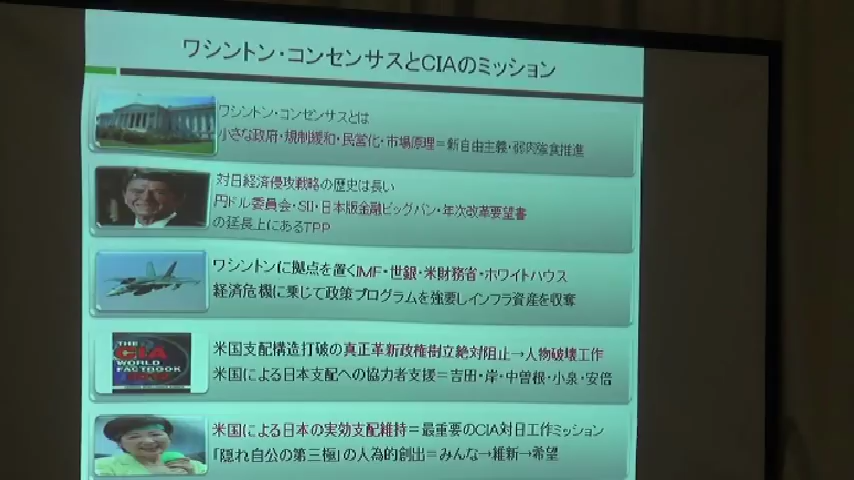 ワシントン・コンセンサスとCIAのミッション
ワシントン・コンセンサスとは
小さな政府・規制緩和・民営化・市場原理＝新自由主義・弱肉強食推進
対日経済侵攻戦略の歴史は長い
円ドル委員会・SII・日本版金融ビッグバン・年次改革要望書
の延長上にあるTPP
ワシントンに拠点を置くIMF・世銀・米財務省・ホワイトハウス
経済危機に乗じて政策プログラムを強要しインフラ資産を収奪
THE
CIA
WORLD
FACTBOOK
米国支配構造打破の真正革新政権樹立絶対阻止→人物破壊工作
米国による日本支配への協力者支援＝吉田・岸・中曽根・小泉・安倍
米国による日本の実効支配維持＝最重要のCIA対日工作ミッション
「隠れ自公の第三極」の人為的創出＝みんな→維新→希望